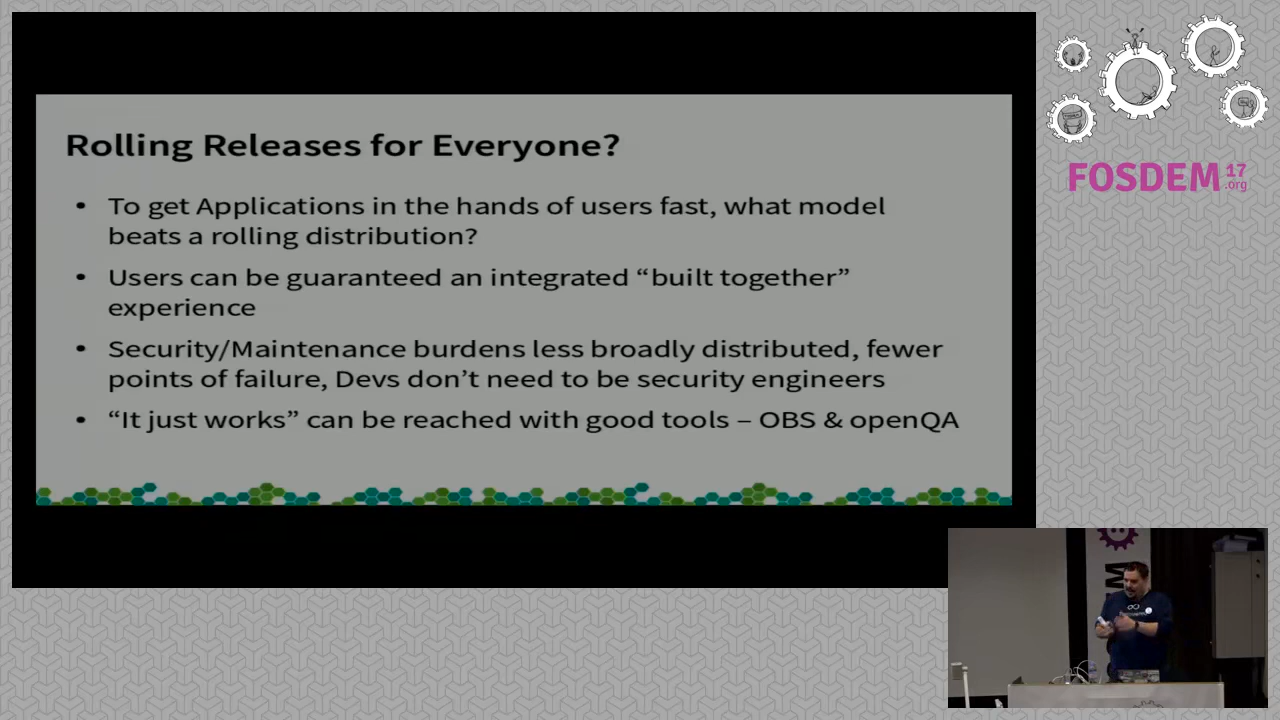 Rolling Releases for Everyone?
• To get Applications in the hands of users fast, what model
beats a rolling distribution?
• Users can be guaranteed an integrated “built together”
experience
• Security/Maintenance burdens less broadly distributed, fewer
points of failure, Devs don’t need to be security engineers
• “It just works” can be reached with good tools – OBS & openQA
FOSDEM 17
.org